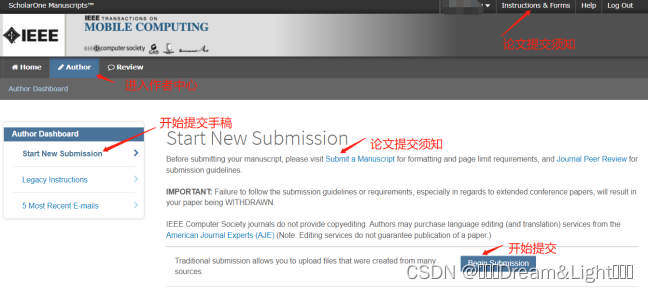 ScholarOne Manuscripts™
Instructions & Forms
Help
Log Out
IEEE
IEEE TRANSACTIONS ON
MOBILE COMPUTING
IEEE computer society
论文提交须知
Home
Author
Review
进入作者中心
Author Dashboard
开始提交手稿
Author Dashboard
Start New Submission
Legacy Instructions
5 Most Recent E-mails
Start New Submission
论文提交须知
Before submitting your manuscript, please visit Submit a Manuscript for formatting and page limit requirements, and Journal Peer Review for
submission guidelines.
IMPORTANT: Failure to follow the submission guidelines or requirements, especially in regards to extended conference papers, will result in
your paper being WITHDRAWN.
IEEE Computer Society journals do not provide copyediting. Authors may purchase language editing (and translation) services from the
American Journal Experts (AJE) (Note: Editing services do not guarantee publication of a paper.)
开始提交
Traditional submission allows you to upload files that were created from many
sources.
Begin Submission
CSDN @Dream&Light